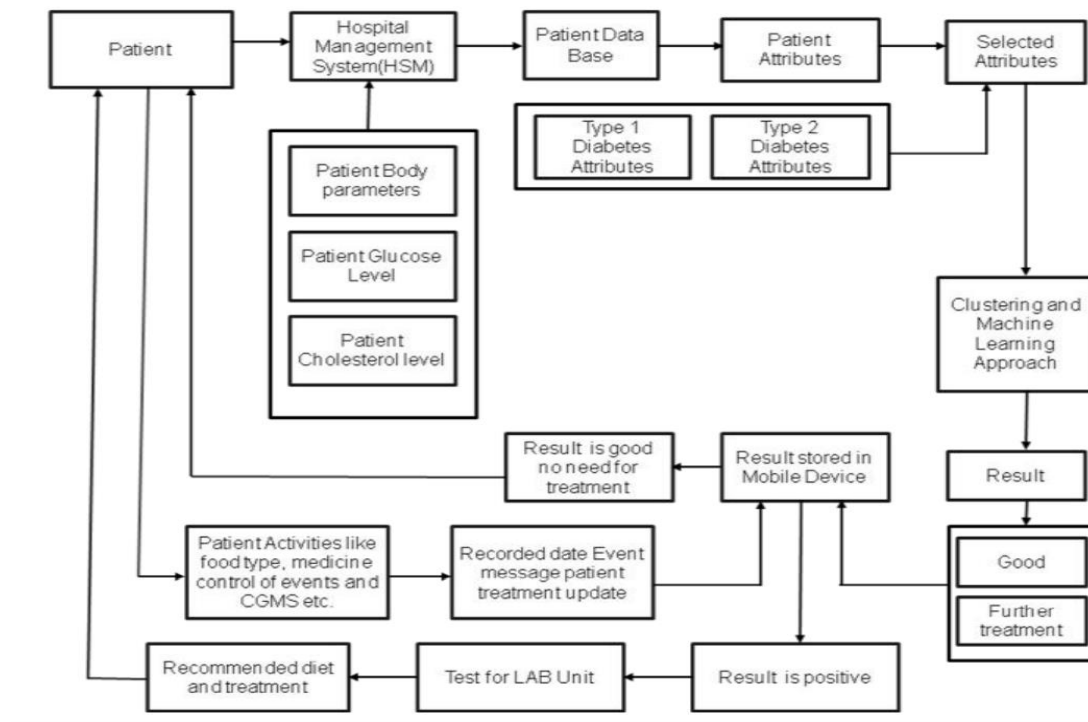 Patient
Hospital
Management
System(HSM)
Patient Data
Base
Patient
Attributes
Selected
Attributes
Type 1
Diabetes
Attributes
Type 2
Diabetes
Attributes
Patient Body
parameters
Patient Glucose
Level
Patient
Cholesterol level
Clustering and
Machine
Learning
Approach
Result is good
no need for
treatment
Result stored in
Mobile Device
Result
Patient Activities like
food type, medicine
control of events and
CGMS etc.
Recorded date Event
message patient
treatment update
Good
Further
treatment
Recommended diet
and treatment
Test for LAB Unit
Result is positive